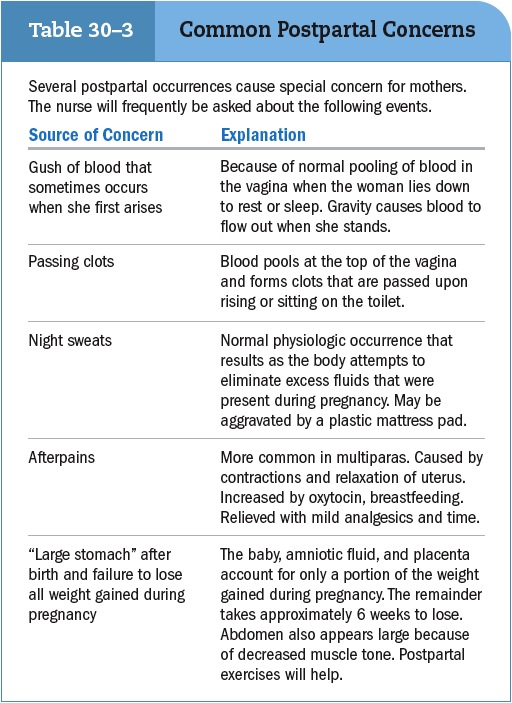 Table 30–3 Common Postpartal Concerns
Several postpartal occurrences cause special concern for mothers.
The nurse will frequently be asked about the following events.
Source of Concern Explanation
Gush of blood that
sometimes occurs
when she first arises
Because of normal pooling of blood in
the vagina when the woman lies down
to rest or sleep. Gravity causes blood to
flow out when she stands.
Passing clots
Blood pools at the top of the vagina
and forms clots that are passed upon
rising or sitting on the toilet.
Night sweats
Normal physiologic occurrence that
results as the body attempts to
eliminate excess fluids that were
present during pregnancy. May be
aggravated by a plastic mattress pad.
Afterpains
More common in multiparas. Caused by
contractions and relaxation of uterus.
Increased by oxytocin, breastfeeding.
Relieved with mild analgesics and time.
“Large stomach” after
birth and failure to lose
all weight gained during
pregnancy
The baby, amniotic fluid, and placenta
account for only a portion of the weight
gained during pregnancy. The remainder
takes approximately 6 weeks to lose.
Abdomen also appears large because
of decreased muscle tone. Postpartal
exercises will help.